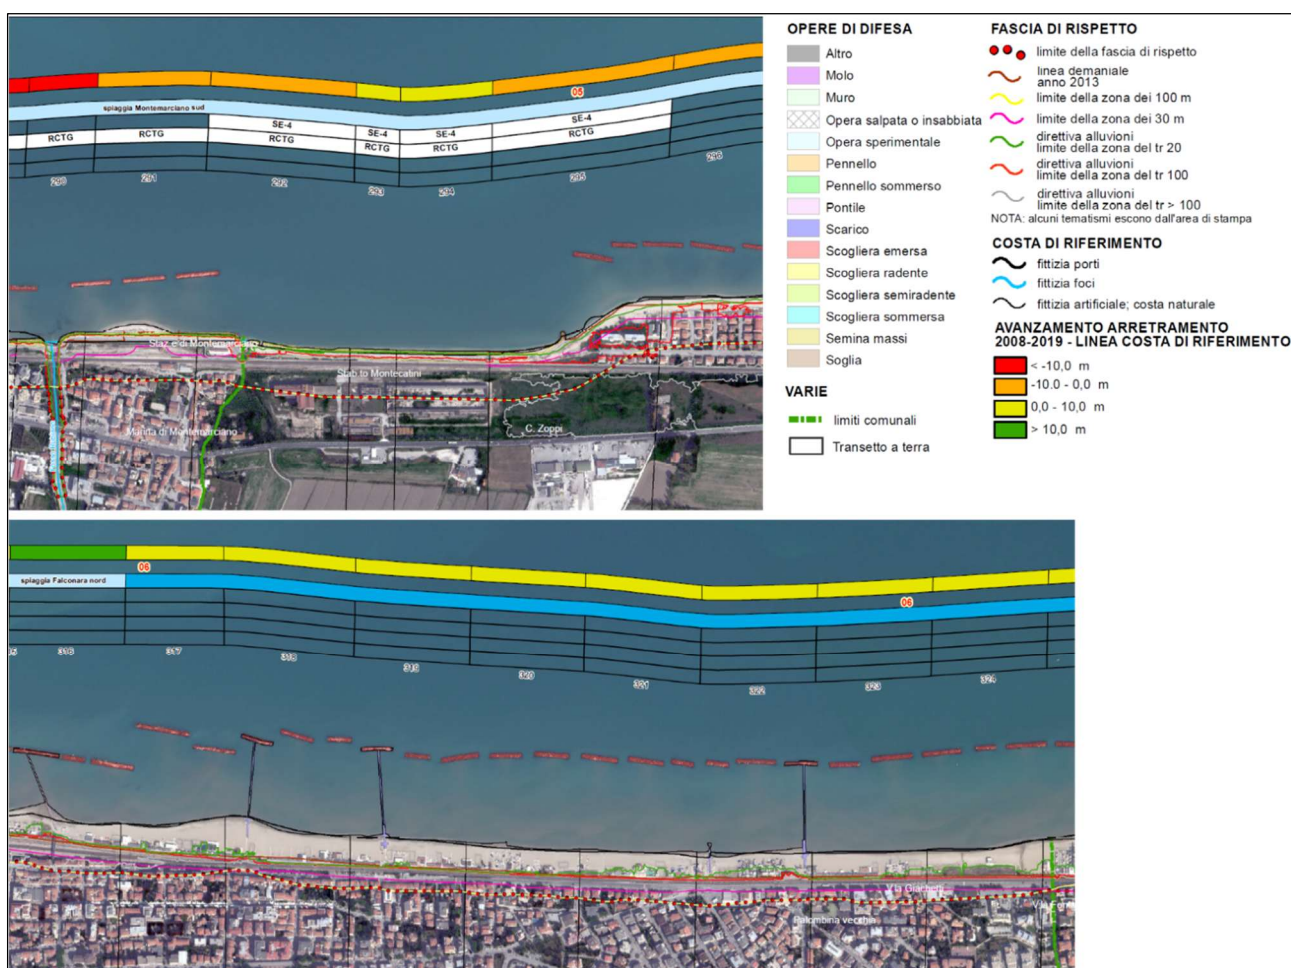 05
spiaggia Montemarciano sud
SE-4
SE-4
SE-4
SE-4
RCTG
RCTG
RCTG
RCTG
RCTG
RCTG
290
291
292
293
294
295
296
Staz.e di Montemarciano
Stab.to Montecatini
Marina di Montemarciano
C. Zoppi
OPERE DI DIFESA
Altro
Molo
Muro
Opera salpata o insabbiata
Opera sperimentale
Pennello
Pennello sommerso
Pontile
Scarico
Scogliera emersa
Scogliera radente
Scogliera semiradente
Scogliera sommersa
Semina massi
Soglia
VARIE
limiti comunali
Transetto a terra
FASCIA DI RISPETTO
limite della fascia di rispetto
linea demaniale
anno 2013
limite della zona dei 100 m
limite della zona dei 30 m
direttiva alluvioni
limite della zona del tr 20
direttiva alluvioni
limite della zona del tr 100
direttiva alluvioni
limite della zona del tr > 100
NOTA: alcuni tematismi escono dall'area di stampa
COSTA DI RIFERIMENTO
fittizia porti
fittizia foci
fittizia artificiale; costa naturale
AVANZAMENTO ARRETRAMENTO
2008-2019 - LINEA COSTA DI RIFERIMENTO
< -10,0 m
-10.0 - 0,0 m
0,0 - 10,0 m
> 10,0 m
06
spiaggia Falconara nord
06
316
317
318
319
320
321
322
323
324
V.la Giachetti
Palombina vecchia